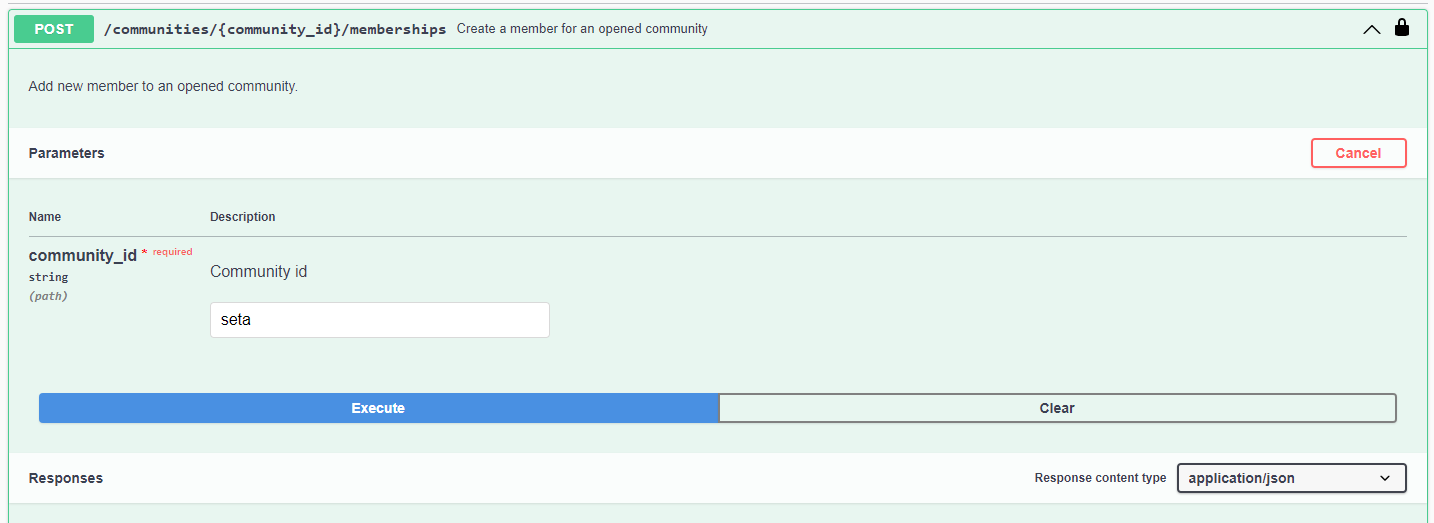 POST /communities/{community_id}/memberships Create a member for an opened community
Add new member to an opened community.
Parameters Cancel
Name Description
community_id * required
string
(path)
Community id
seta
Execute Clear
Responses Response content type application/json